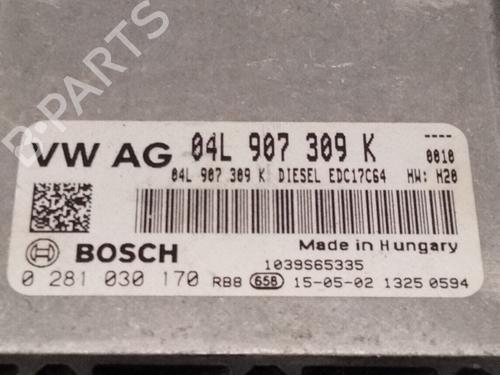 VW AG 04L 907 309 K ----
0010
04L 907 309 K DIESEL EDC17C64 HW: H20
BOSCH Made in Hungary
1039S65335
0 281 030 170 RBB 658 15-05-02 1325 0594
B-PARTS